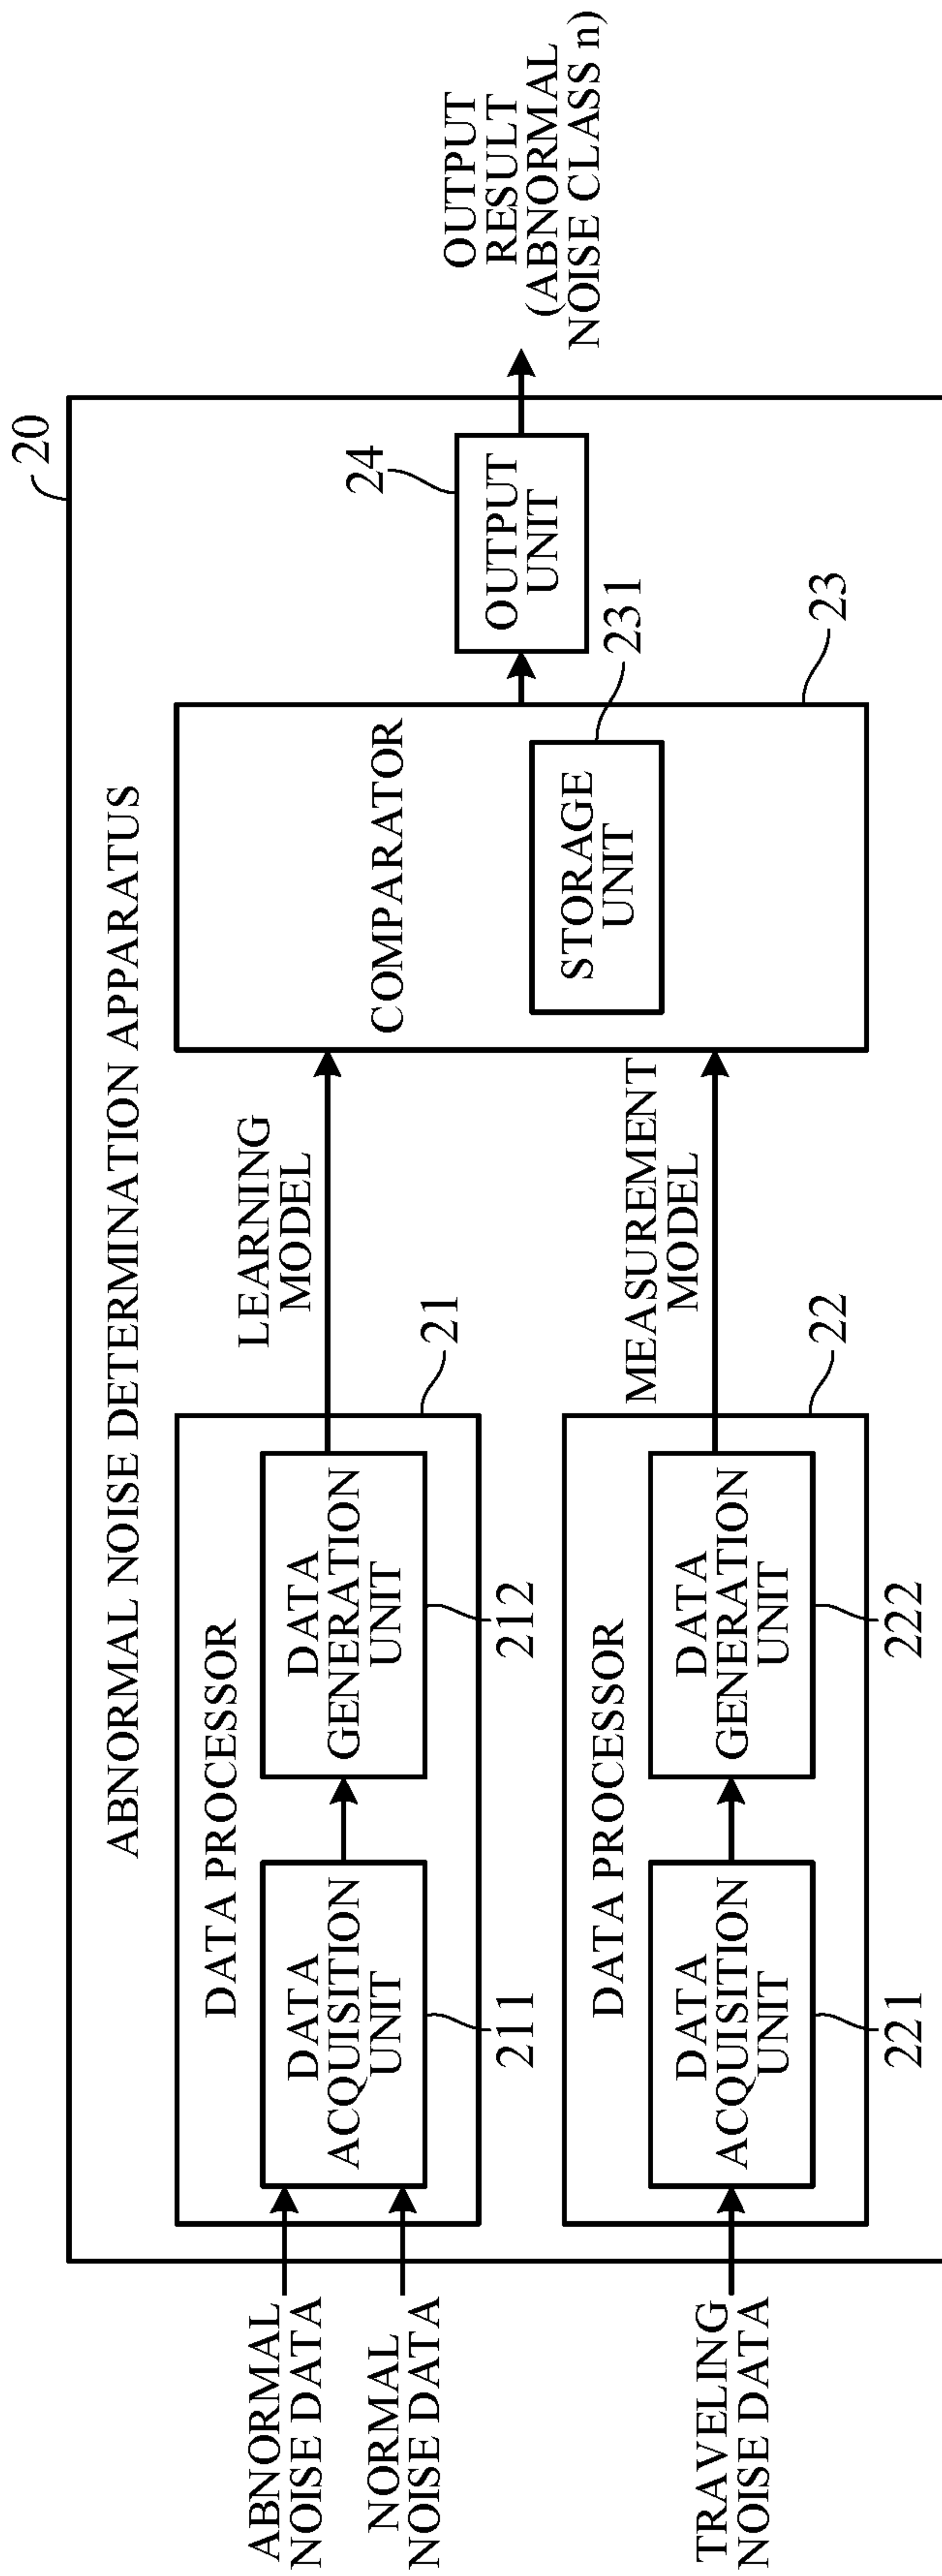 20
ABNORMAL NOISE DETERMINATION APPARATUS
ABNORMAL
NOISE DATA
NORMAL
NOISE DATA
DATA PROCESSOR
DATA
ACQUISITION
UNIT
211
DATA
GENERATION
UNIT
212
21
LEARNING
MODEL
TRAVELING
NOISE DATA
DATA PROCESSOR
DATA
ACQUISITION
UNIT
221
DATA
GENERATION
UNIT
222
22
MEASUREMENT
MODEL
COMPARATOR
STORAGE
UNIT
231
23
24
OUTPUT
UNIT
OUTPUT
RESULT
(ABNORMAL
NOISE CLASS n)